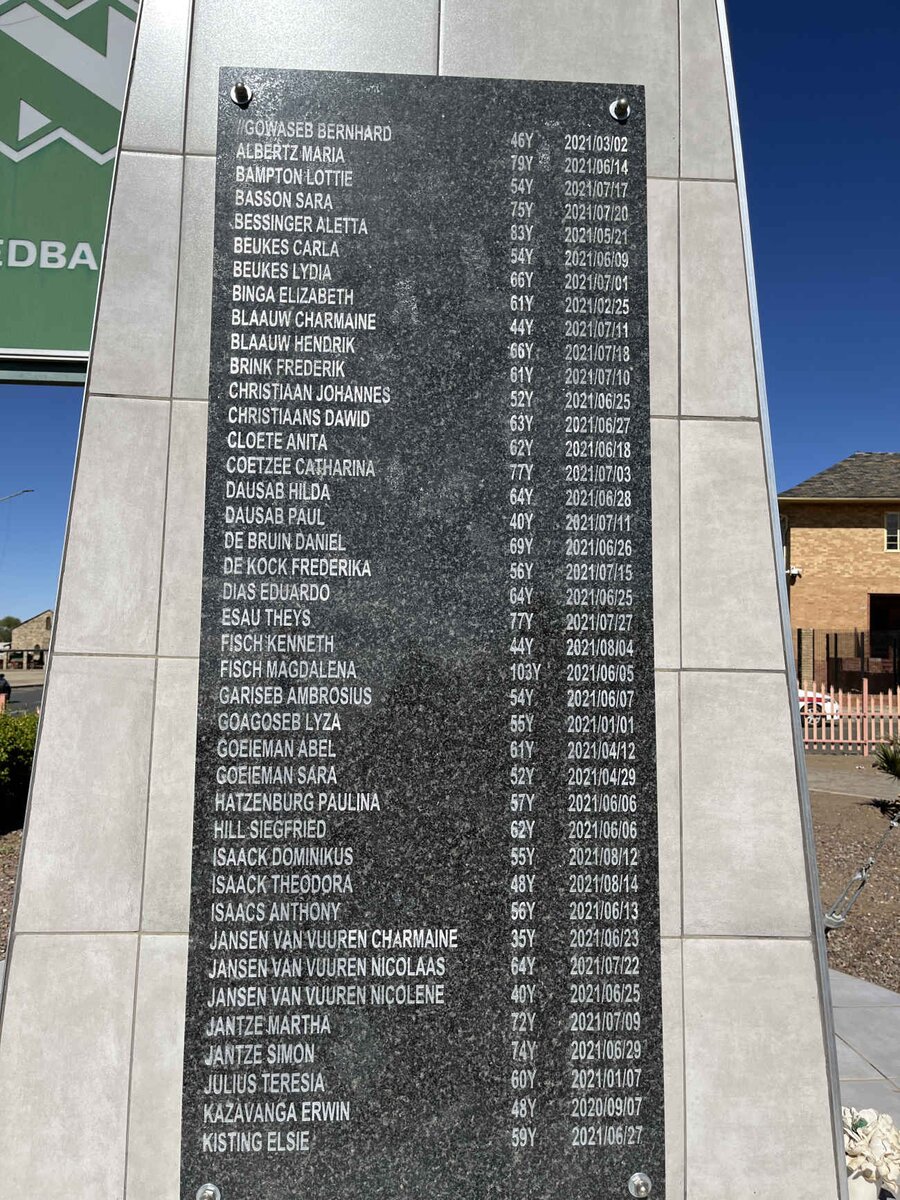 EDBA
//GOWASEB BERNHARD 46Y 2021/03/02
ALBERTZ MARIA 79Y 2021/06/14
BAMPTON LOTTIE 54Y 2021/07/17
BASSON SARA 75Y 2021/07/20
BESSINGER ALETTA 83Y 2021/05/21
BEUKES CARLA 54Y 2021/06/09
BEUKES LYDIA 66Y 2021/07/01
BINGA ELIZABETH 61Y 2021/02/25
BLAAUW CHARMAINE 44Y 2021/07/11
BLAAUW HENDRIK 66Y 2021/07/18
BRINK FREDERIK 61Y 2021/07/10
CHRISTIAAN JOHANNES 52Y 2021/06/25
CHRISTIAANS DAWID 63Y 2021/06/27
CLOETE ANITA 62Y 2021/06/18
COETZEE CATHARINA 77Y 2021/07/03
DAUSAB HILDA 64Y 2021/06/28
DAUSAB PAUL 40Y 2021/07/11
DE BRUIN DANIEL 69Y 2021/06/26
DE KOCK FREDERIKA 56Y 2021/07/15
DIAS EDUARDO 64Y 2021/06/25
ESAU THEYS 77Y 2021/07/27
FISCH KENNETH 44Y 2021/08/04
FISCH MAGDALENA 103Y 2021/06/05
GARISEB AMBROSIUS 54Y 2021/06/07
GOAGOSEB LYZA 55Y 2021/01/01
GOEIEMAN ABEL 61Y 2021/04/12
GOEIEMAN SARA 52Y 2021/04/29
HATZENBURG PAULINA 57Y 2021/06/06
HILL SIEGFRIED 62Y 2021/06/06
ISAACK DOMINIKUS 55Y 2021/08/12
ISAACK THEODORA 48Y 2021/08/14
ISAACS ANTHONY 56Y 2021/06/13
JANSEN VAN VUUREN CHARMAINE 35Y 2021/06/23
JANSEN VAN VUUREN NICOLAAS 64Y 2021/07/22
JANSEN VAN VUUREN NICOLENE 40Y 2021/06/25
JANTZE MARTHA 72Y 2021/07/09
JANTZE SIMON 74Y 2021/06/29
JULIUS TERESIA 60Y 2021/01/07
KAZAVANGA ERWIN 48Y 2020/09/07
KISTING ELSIE 59Y 2021/06/27